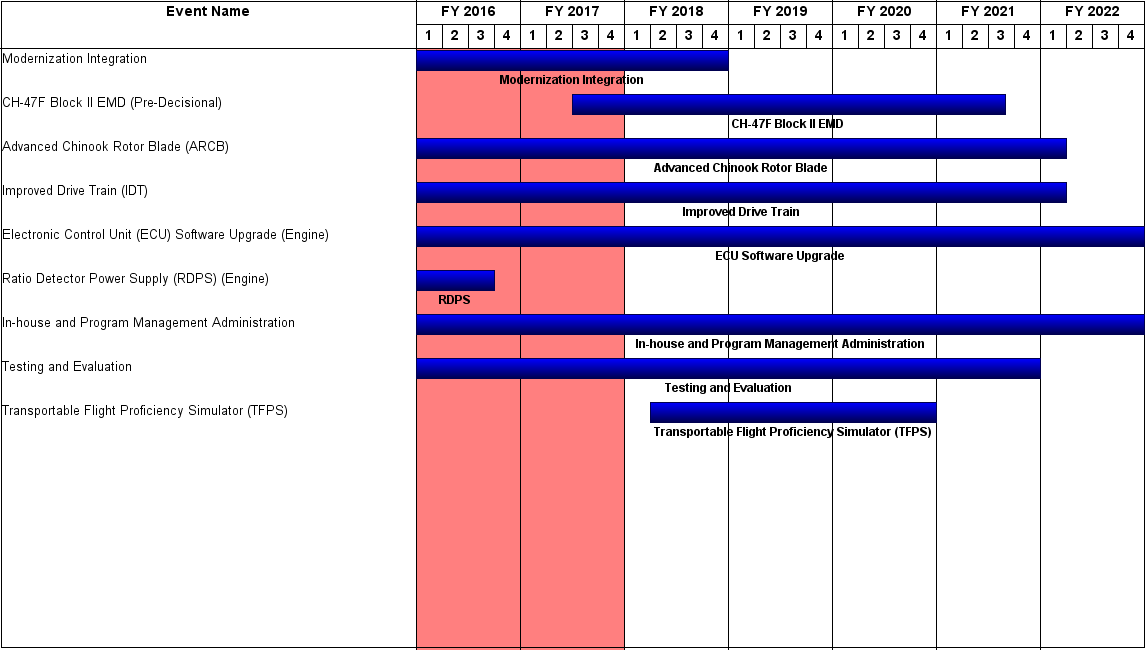 Event Name FY 2016 FY 2017 FY 2018 FY 2019 FY 2020 FY 2021 FY 2022
1 2 3 4 1 2 3 4 1 2 3 4 1 2 3 4 1 2 3 4 1 2 3 4 1 2 3 4
Modernization Integration
Modernization Integration
CH-47F Block II EMD (Pre-Decisional)
CH-47F Block II EMD
Advanced Chinook Rotor Blade (ARCB)
Advanced Chinook Rotor Blade
Improved Drive Train (IDT)
Improved Drive Train
Electronic Control Unit (ECU) Software Upgrade (Engine)
ECU Software Upgrade
Ratio Detector Power Supply (RDPS) (Engine)
RDPS
In-house and Program Management Administration
In-house and Program Management Administration
Testing and Evaluation
Testing and Evaluation
Transportable Flight Proficiency Simulator (TFPS)
Transportable Flight Proficiency Simulator (TFPS)